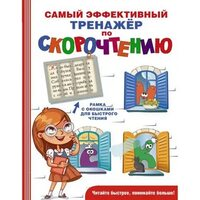 САМЫЙ ЭФФЕКТИВНЫЙ
ТРЕНАЖЁР ПО
СКОРОЧТЕНИЮ
РАМКА
С ОКОШКАМИ
ДЛЯ БЫСТРОГО
ЧТЕНИЯ
Читайте быстрее, понимайте больше!